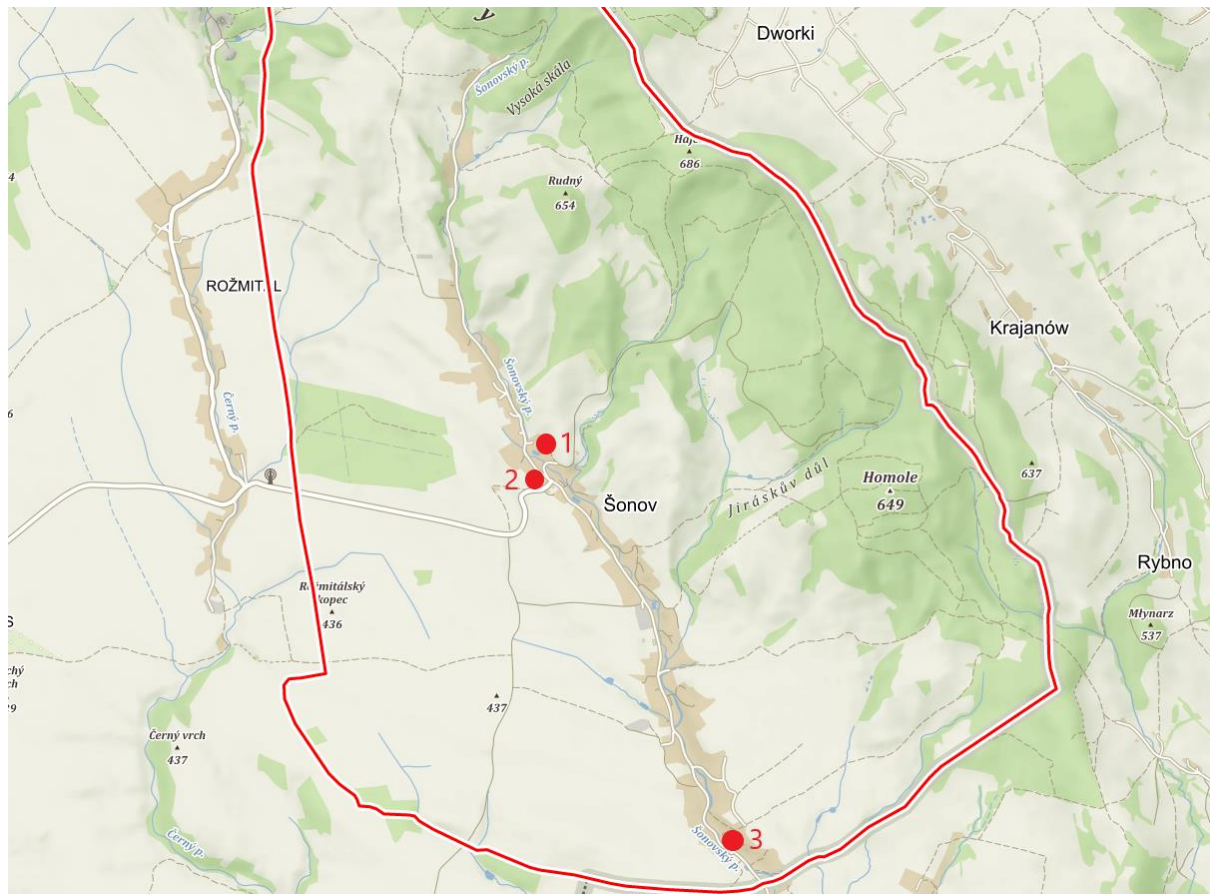 Dworki
Šonovský p.
Vysoká skála
686
Rudný
654
ROŽMIT
L
Krajanów
Šonovský p.
Černý p.
1
2
Šonov
Jiráskův důl
Homole
649
637
Rybno
436
Młynarz
537
437
Černý vrch
437
Černý p.
Šonovský p.
3